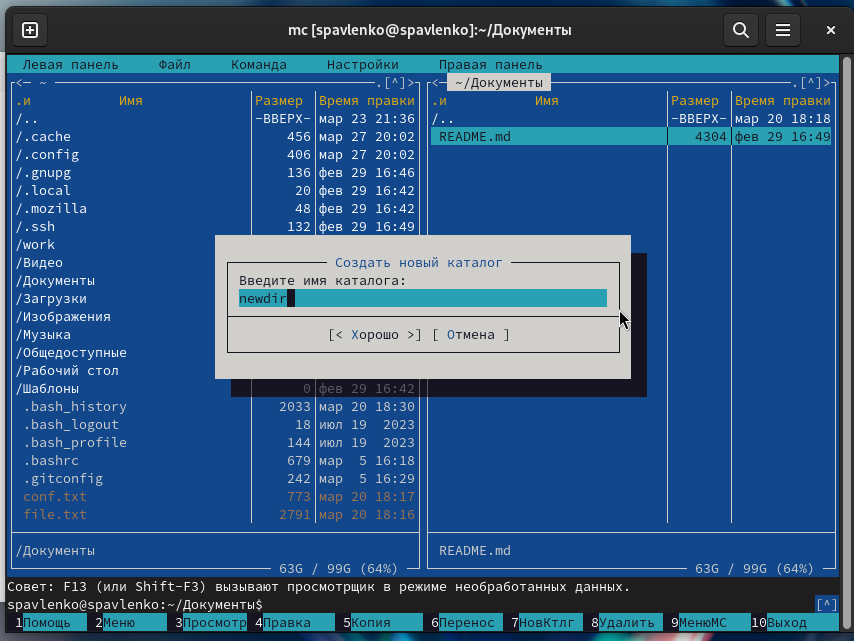 mc [spavlenko@spavlenko]:~/Документы
Левая панель Файл Команда Настройки Правая панель
<─ ~ .[^]>
.и Имя Размер Время правки
/.. -ВВЕРХ- мар 23 21:36
/.cache 456 мар 27 20:02
/.config 406 мар 27 20:02
/.gnupg 136 фев 29 16:46
/.local 20 фев 29 16:42
/.mozilla 48 фев 29 16:42
/.ssh 132 фев 29 16:49
/work
/Видео
/Документы
/Загрузки
/Изображения
/Музыка
/Общедоступные
/Рабочий стол
/Шаблоны 0 фев 29 16:42
.bash_history 2033 мар 20 18:30
.bash_logout 18 июл 19 2023
.bash_profile 144 июл 19 2023
.bashrc 679 мар 5 16:18
.gitconfig 242 мар 5 16:29
conf.txt 773 мар 20 18:17
file.txt 2791 мар 20 18:16
/Документы
63G / 99G (64%)
<─ ~/Документы .[^]>
.и Имя Размер Время правки
/.. -ВВЕРХ- мар 20 18:18
README.md 4304 фев 29 16:49
README.md
63G / 99G (64%)
Создать новый каталог
Введите имя каталога:
newdir
[< Хорошо >] [ Отмена ]
Совет: F13 (или Shift-F3) вызывают просмотрщик в режиме необработанных данных.
spavlenko@spavlenko:~/Документы$ [^]
1Помощь 2Меню 3Просмотр 4Правка 5Копия 6Перенос 7НовКтлг 8Удалить 9МенюMC 10Выход